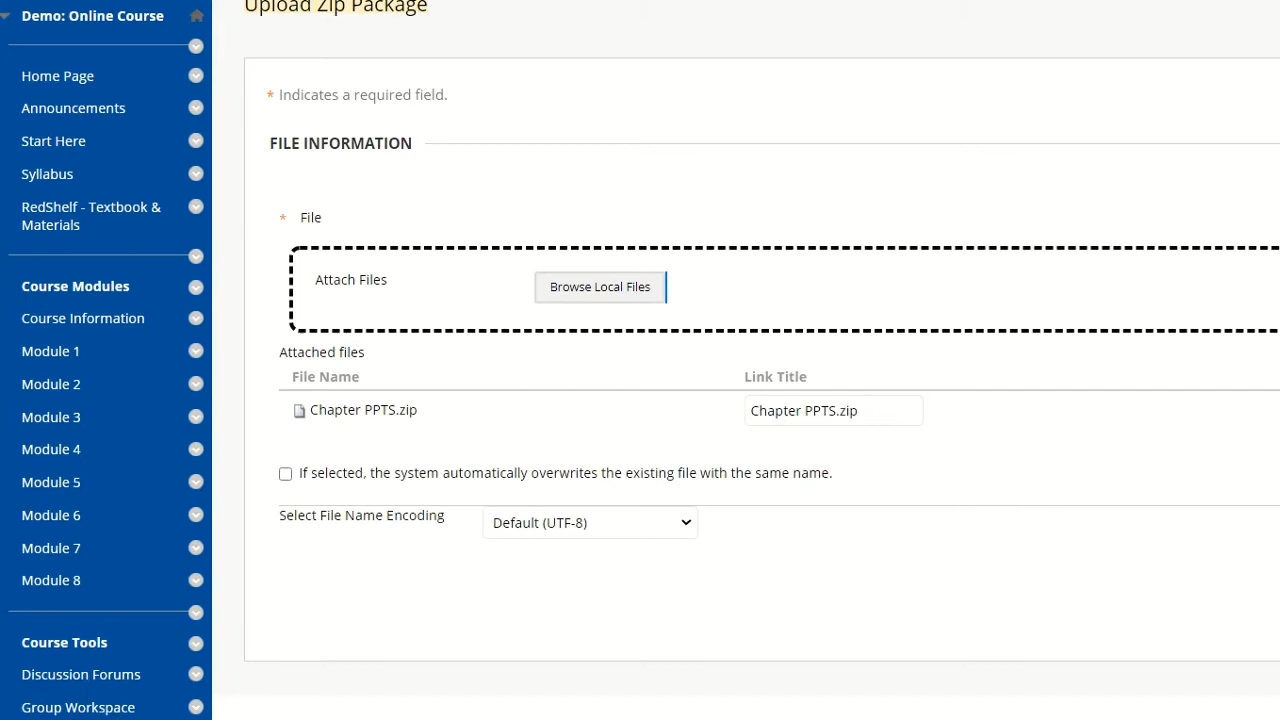 Demo: Online Course
Home Page
Announcements
Start Here
Syllabus
RedShelf - Textbook &
Materials
Course Modules
Course Information
Module 1
Module 2
Module 3
Module 4
Module 5
Module 6
Module 7
Module 8
Course Tools
Discussion Forums
Group Workspace
Upload Zip Package
* Indicates a required field.
FILE INFORMATION
* File
Attach Files
Browse Local Files
Attached files
File Name Link Title
Chapter PPTS.zip Chapter PPTS.zip
If selected, the system automatically overwrites the existing file with the same name.
Select File Name Encoding Default (UTF-8)